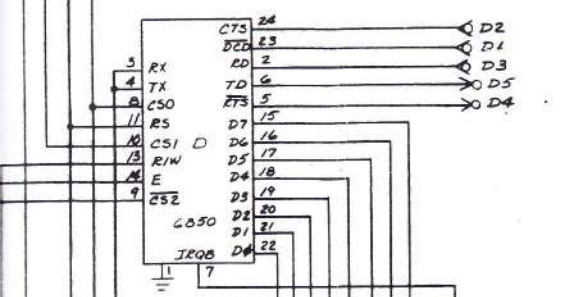 CTS 24 D2
DCD 23 D1
3 RX RD 2 D3
4 TX TD 6 D5
8 CS0 RTS 5 D4
11 RS D7 15
10 CS1 D D6 16
13 R/W D5 17
14 E D4 18
9 CS2 D3 19
6850 D2 20
D1 21
IRQB D0 22
1 7